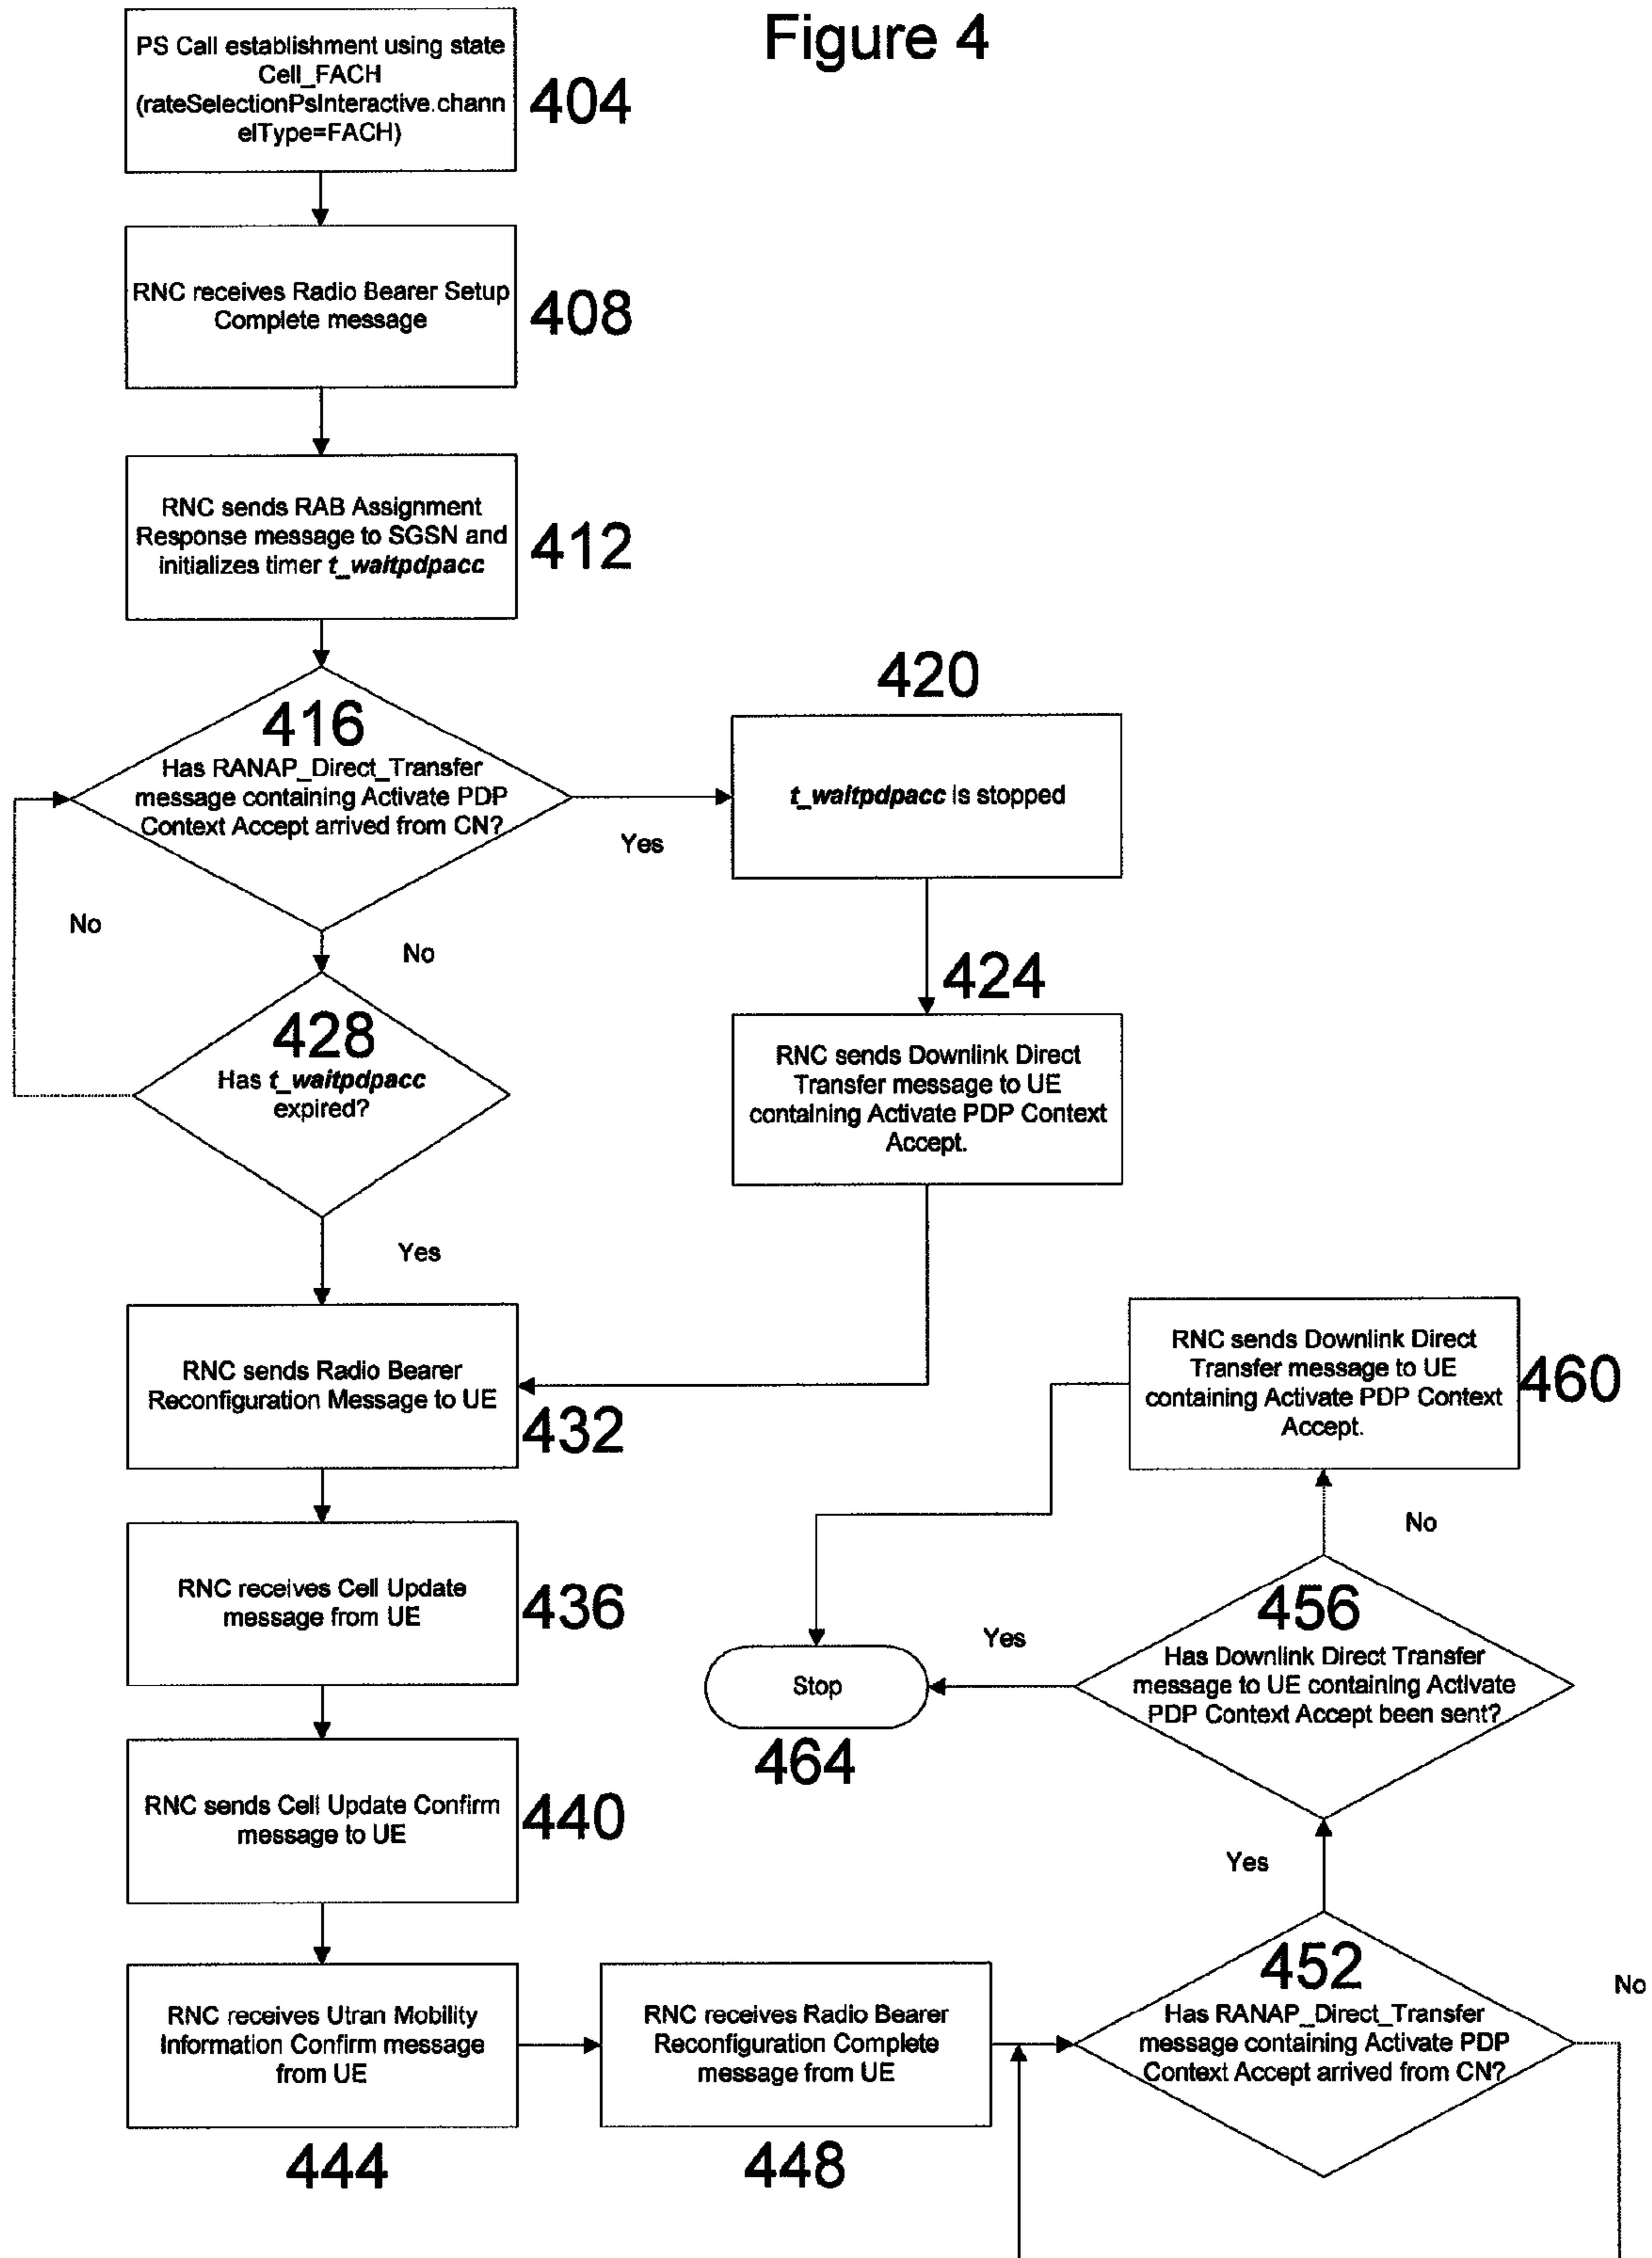 Figure 4
PS Call establishment using state
Cell_FACH
(rateSelectionPsInteractive.chann
elType=FACH)
404
RNC receives Radio Bearer Setup
Complete message
408
RNC sends RAB Assignment
Response message to SGSN and
initializes timer t_waitpdpacc
412
416
Has RANAP_Direct_Transfer
message containing Activate PDP
Context Accept arrived from CN?
Yes
No
No
420
t_waitpdpacc is stopped
424
RNC sends Downlink Direct
Transfer message to UE
containing Activate PDP Context
Accept.
428
Has t_waitpdpacc
expired?
Yes
RNC sends Radio Bearer
Reconfiguration Message to UE
432
RNC receives Cell Update
message from UE
436
RNC sends Cell Update Confirm
message to UE
440
RNC receives Utran Mobility
Information Confirm message
from UE
444
RNC receives Radio Bearer
Reconfiguration Complete
message from UE
448
452
Has RANAP_Direct_Transfer
message containing Activate PDP
Context Accept arrived from CN?
No
Yes
456
Has Downlink Direct Transfer
message to UE containing Activate
PDP Context Accept been sent?
No
Yes
RNC sends Downlink Direct
Transfer message to UE
containing Activate PDP Context
Accept.
460
Stop
464